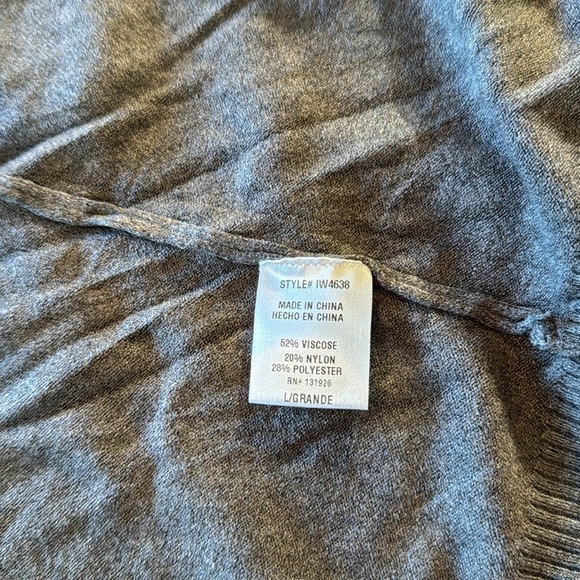 STYLE# IW4638
MADE IN CHINA
HECHO EN CHINA
52% VISCOSE
20% NYLON
28% POLYESTER
RN# 131926
L/GRANDE